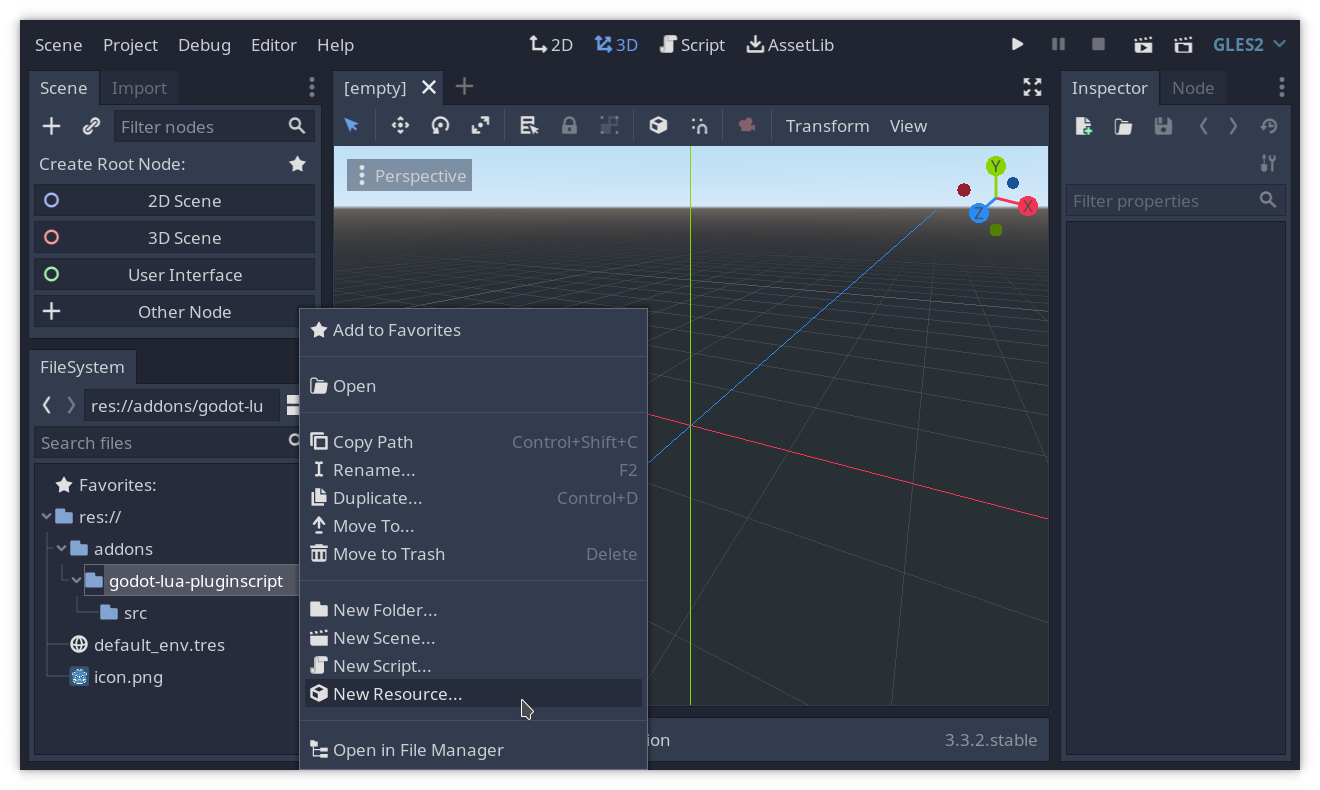 Scene Project Debug Editor Help 2D 3D Script AssetLib GLES2
Scene Import
Filter nodes
Create Root Node:
2D Scene
3D Scene
User Interface
Other Node
FileSystem
res://addons/godot-lu
Search files
Favorites:
res://
addons
godot-lua-pluginscript
src
default_env.tres
icon.png
[empty]
Transform View
Perspective
Y
X
Z
Add to Favorites
Open
Copy Path Control+Shift+C
Rename... F2
Duplicate... Control+D
Move To...
Move to Trash Delete
New Folder...
New Scene...
New Script...
New Resource...
Open in File Manager
ion 3.3.2.stable
Inspector Node
Filter properties